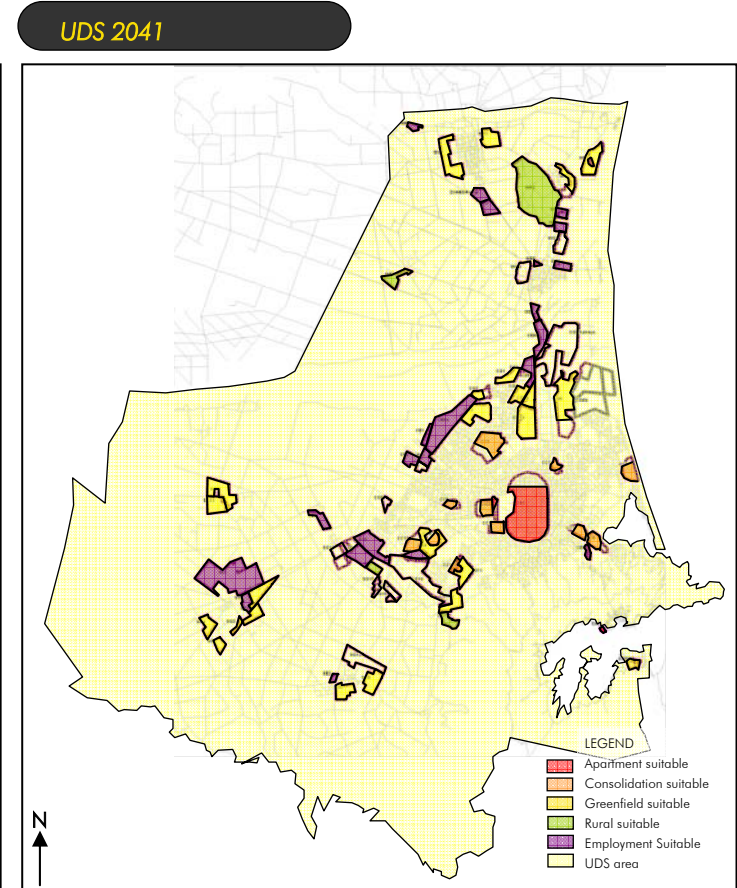 UDS 2041
LEGEND
Apartment suitable
Consolidation suitable
Greenfield suitable
Rural suitable
Employment Suitable
UDS area
N